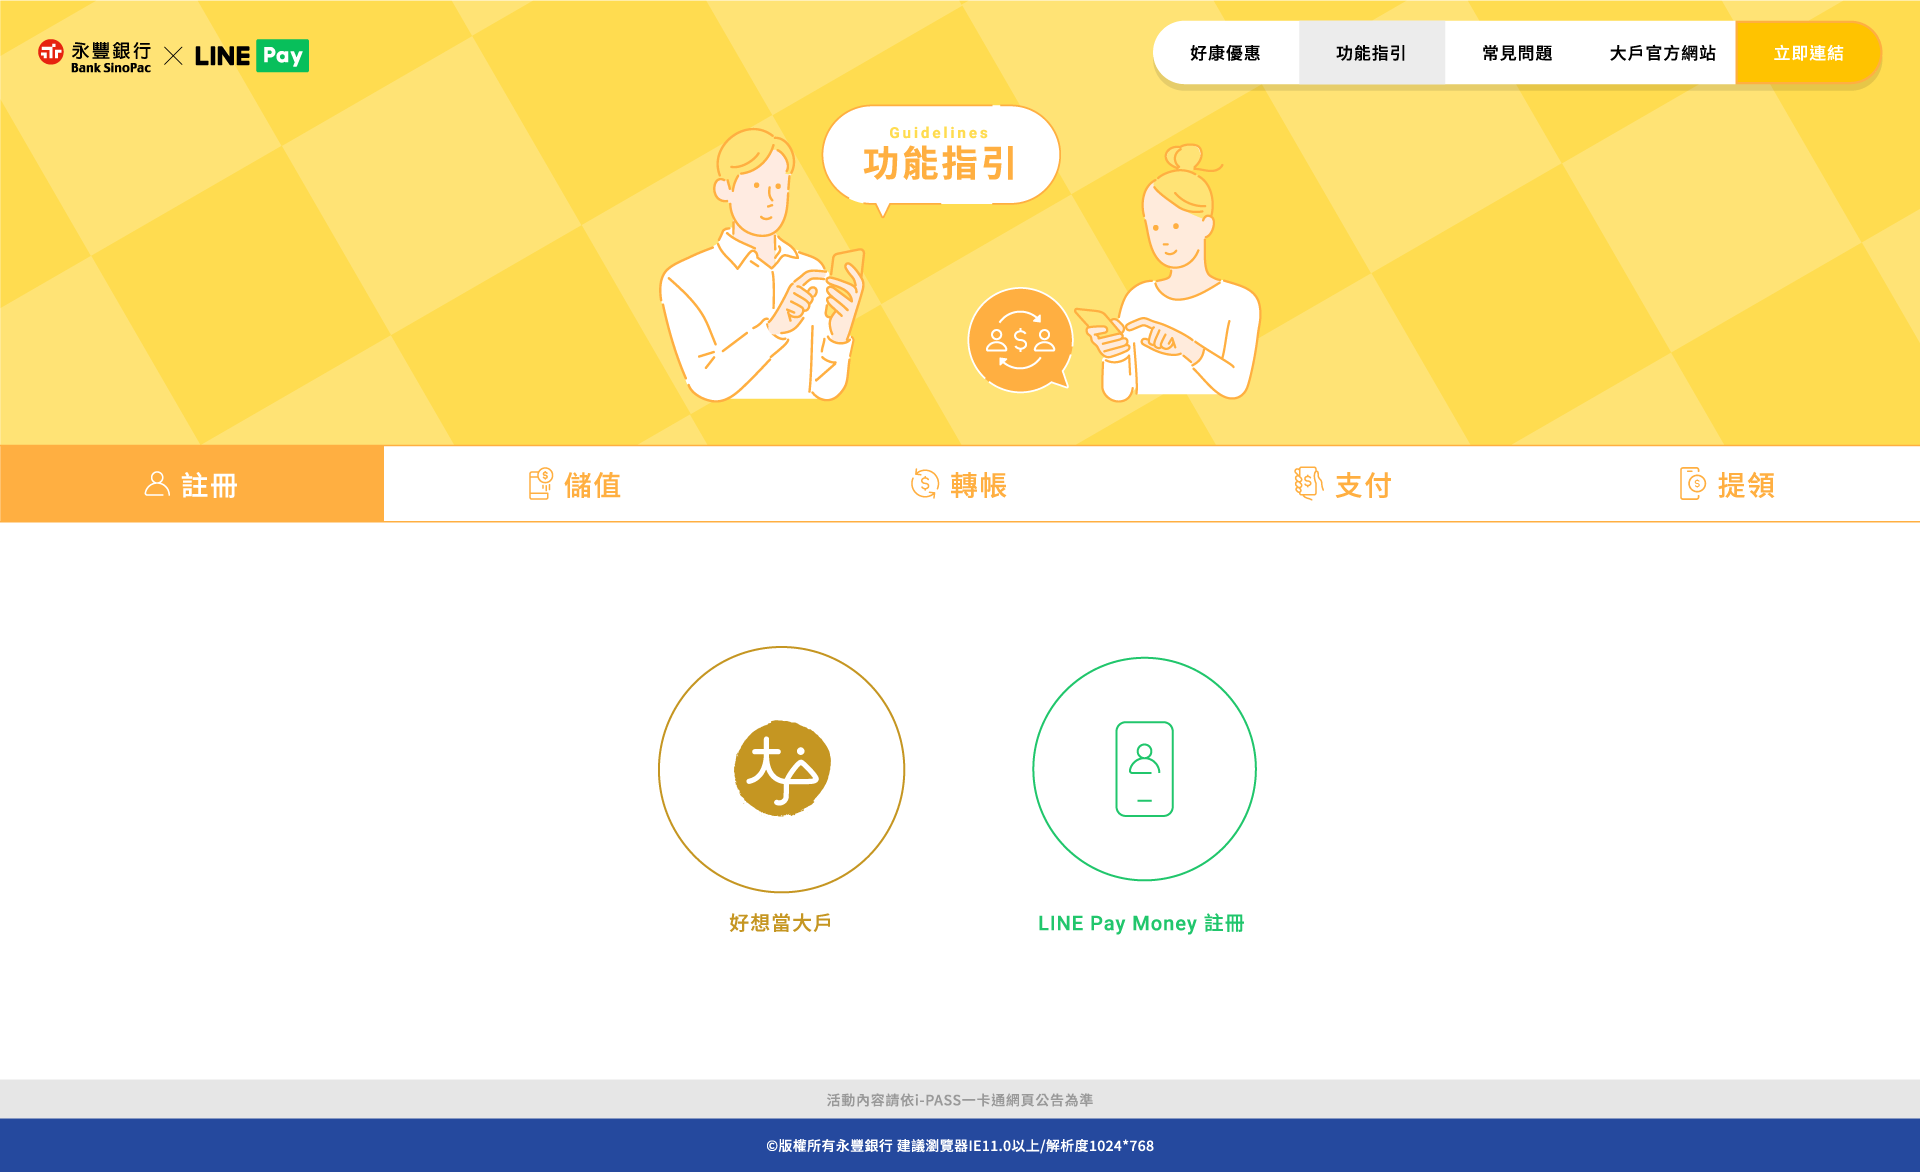 永豐銀行
Bank SinoPac
LINE Pay
好康優惠
功能指引
常見問題
大戶官方網站
立即連結
Guidelines
功能指引
註冊
儲值
轉帳
支付
提領
大戶
好想當大戶
LINE Pay Money 註冊
活動內容請依i-PASS一卡通網頁公告為準
©版權所有永豐銀行 建議瀏覽器IE11.0以上/解析度1024*768